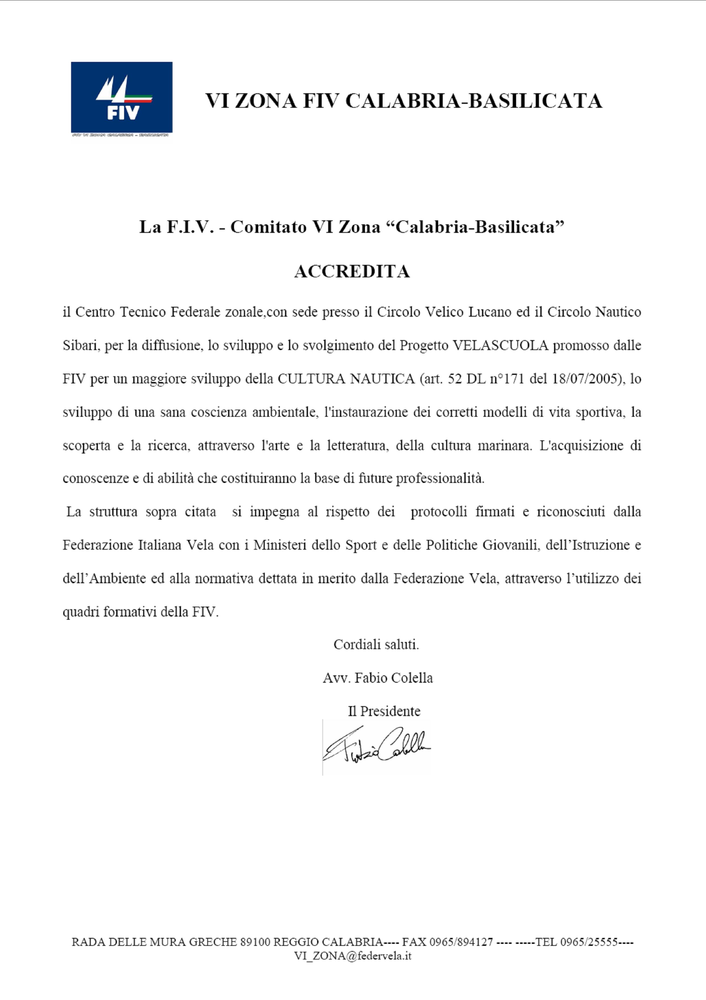 FIV
FIV VI ZONA CALABRIA - BASILICATA
VI ZONA FIV CALABRIA-BASILICATA
La F.I.V. - Comitato VI Zona “Calabria-Basilicata”
ACCREDITA
il Centro Tecnico Federale zonale,con sede presso il Circolo Velico Lucano ed il Circolo Nautico
Sibari, per la diffusione, lo sviluppo e lo svolgimento del Progetto VELASCUOLA promosso dalle
FIV per un maggiore sviluppo della CULTURA NAUTICA (art. 52 DL n°171 del 18/07/2005), lo
sviluppo di una sana coscienza ambientale, l'instaurazione dei corretti modelli di vita sportiva, la
scoperta e la ricerca, attraverso l'arte e la letteratura, della cultura marinara. L'acquisizione di
conoscenze e di abilità che costituiranno la base di future professionalità.
La struttura sopra citata si impegna al rispetto dei protocolli firmati e riconosciuti dalla
Federazione Italiana Vela con i Ministeri dello Sport e delle Politiche Giovanili, dell’Istruzione e
dell’Ambiente ed alla normativa dettata in merito dalla Federazione Vela, attraverso l’utilizzo dei
quadri formativi della FIV.
Cordiali saluti.
Avv. Fabio Colella
Il Presidente
Fabio Colella
RADA DELLE MURA GRECHE 89100 REGGIO CALABRIA---- FAX 0965/894127 ---- -----TEL 0965/25555----
VI_ZONA@federvela.it